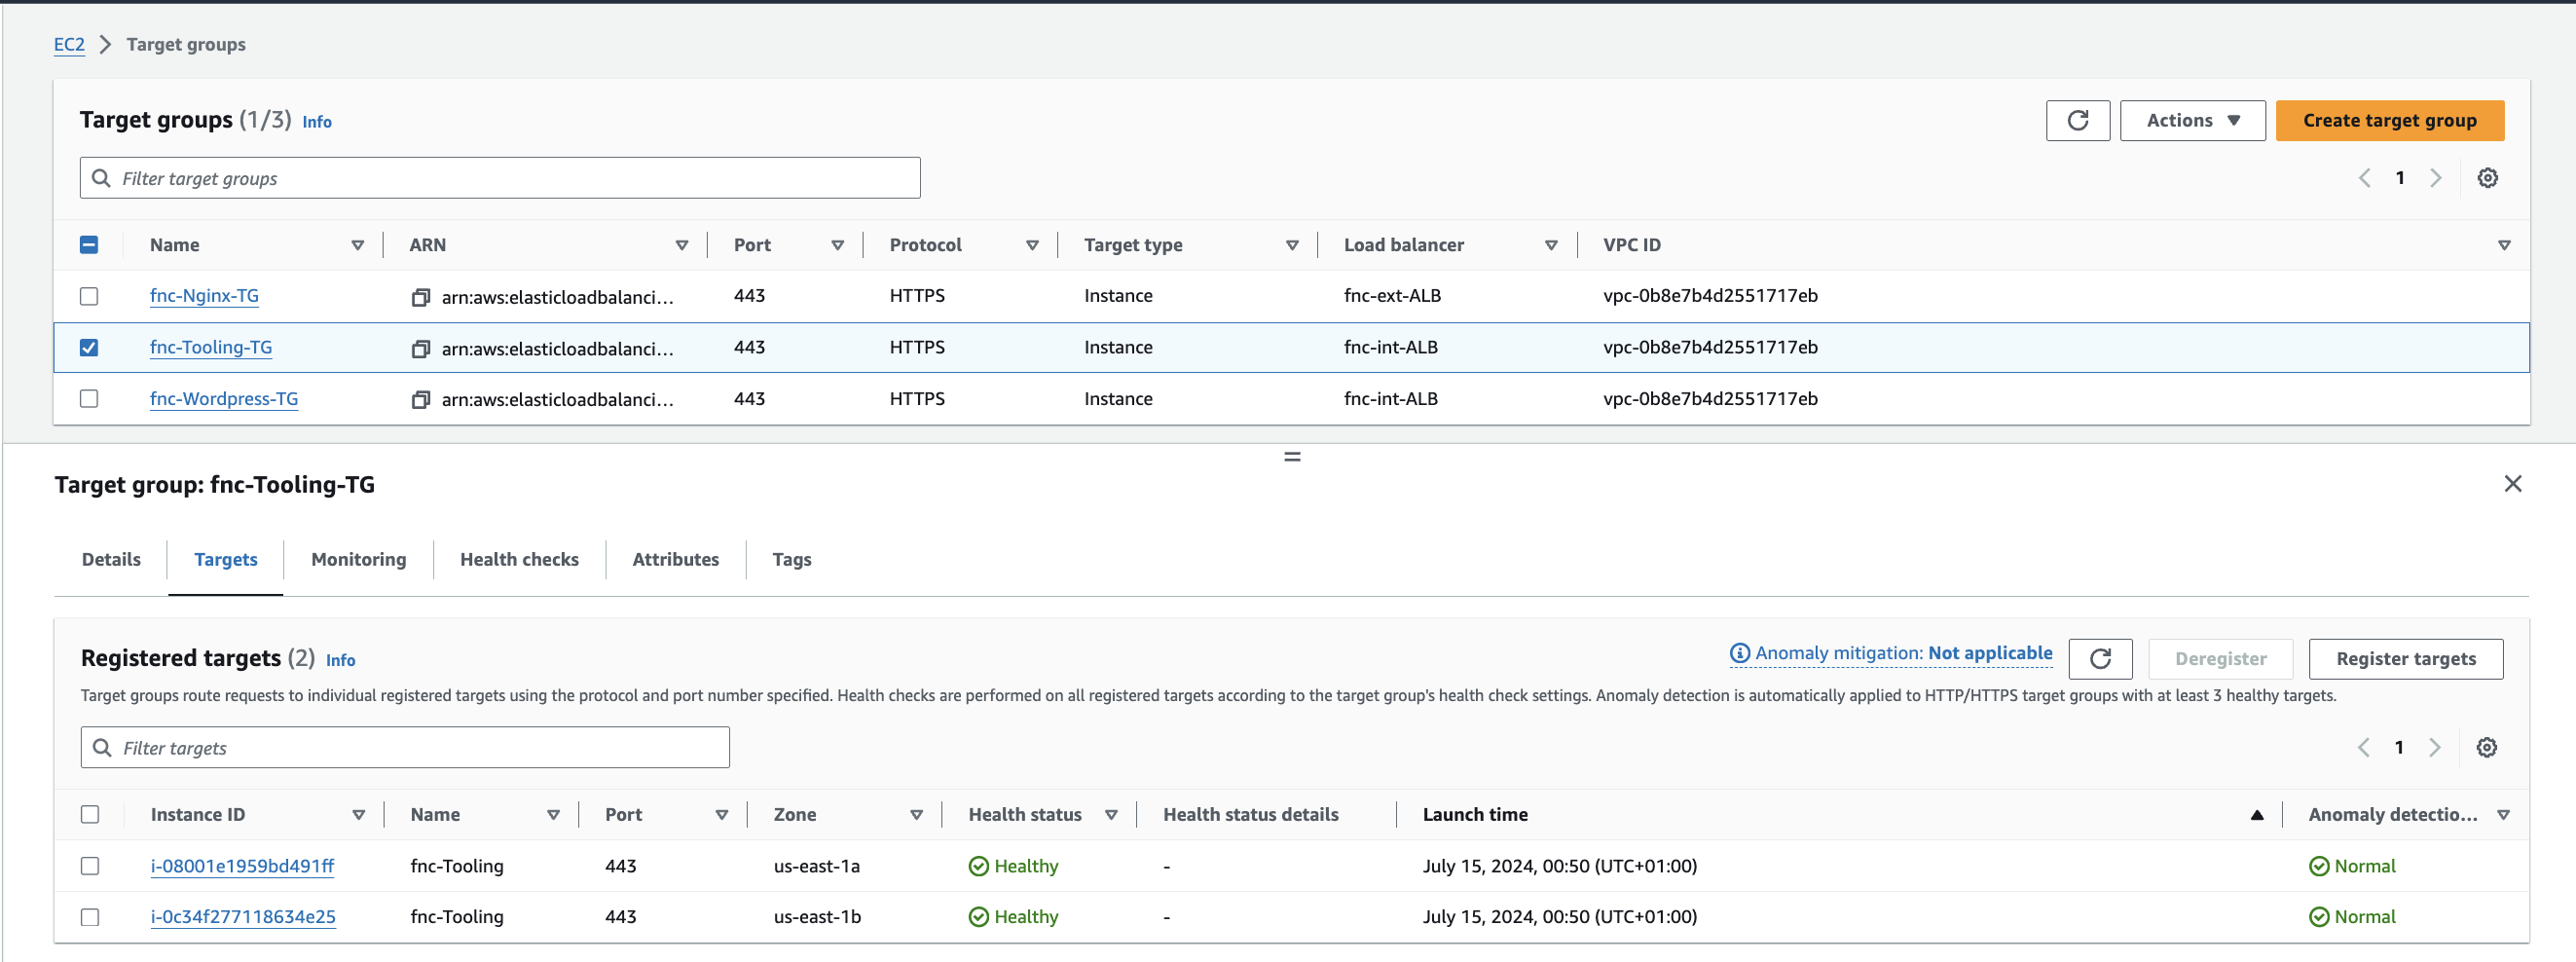 EC2 > Target groups
Target groups (1/3) Info
Actions
Create target group
Filter target groups
1
Name ARN Port Protocol Target type Load balancer VPC ID
fnc-Nginx-TG arn:aws:elasticloadbalanci... 443 HTTPS Instance fnc-ext-ALB vpc-0b8e7b4d2551717eb
fnc-Tooling-TG arn:aws:elasticloadbalanci... 443 HTTPS Instance fnc-int-ALB vpc-0b8e7b4d2551717eb
fnc-Wordpress-TG arn:aws:elasticloadbalanci... 443 HTTPS Instance fnc-int-ALB vpc-0b8e7b4d2551717eb
Target group: fnc-Tooling-TG
Details Targets Monitoring Health checks Attributes Tags
Registered targets (2) Info
Anomaly mitigation: Not applicable
Deregister
Register targets
Target groups route requests to individual registered targets using the protocol and port number specified. Health checks are performed on all registered targets according to the target group's health check settings. Anomaly detection is automatically applied to HTTP/HTTPS target groups with at least 3 healthy targets.
Filter targets
1
Instance ID Name Port Zone Health status Health status details Launch time Anomaly detectio...
i-08001e1959bd491ff fnc-Tooling 443 us-east-1a Healthy - July 15, 2024, 00:50 (UTC+01:00) Normal
i-0c34f277118634e25 fnc-Tooling 443 us-east-1b Healthy - July 15, 2024, 00:50 (UTC+01:00) Normal